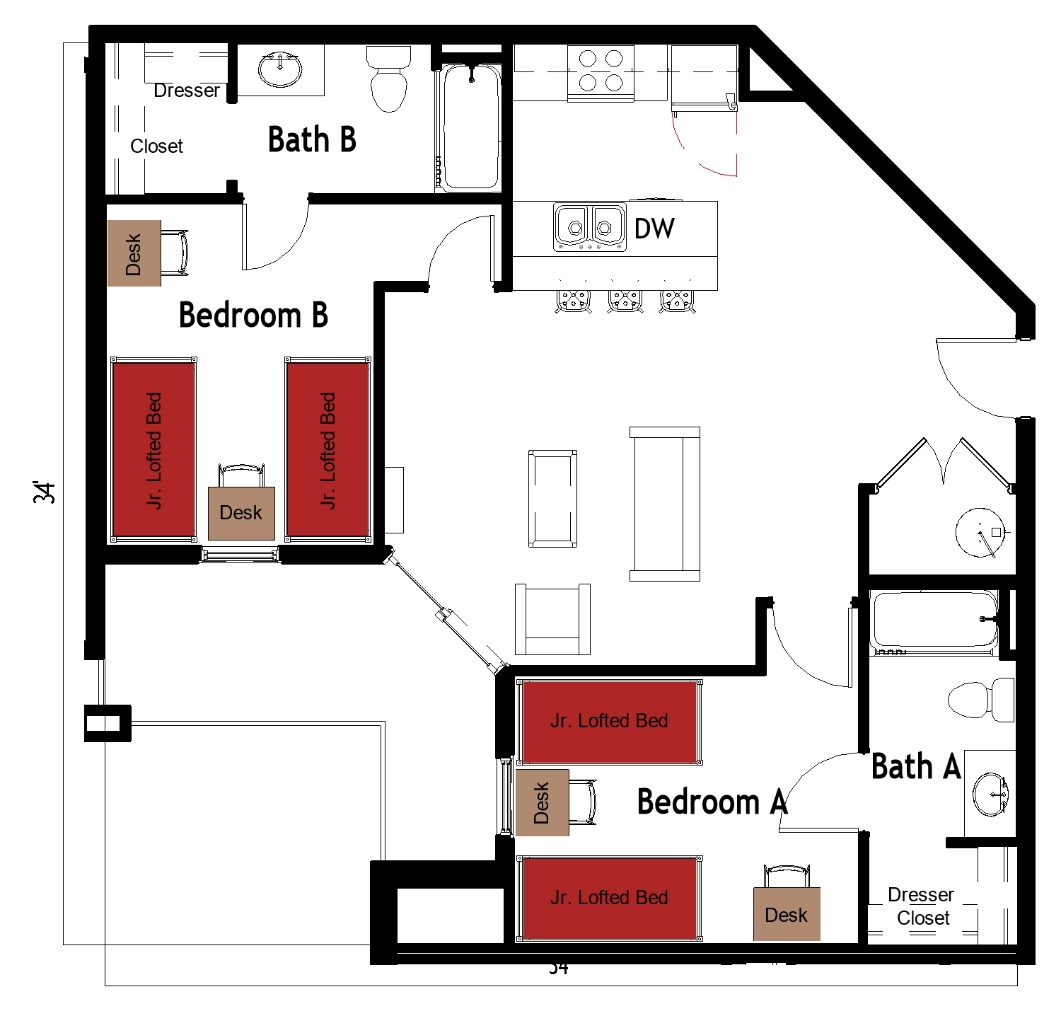 Dresser
Closet
Bath B
DW
Desk
Bedroom B
Jr. Lofted Bed
Jr. Lofted Bed
Desk
34'
Jr. Lofted Bed
Bath A
Desk
Bedroom A
Jr. Lofted Bed
Desk
Dresser
Closet
34'